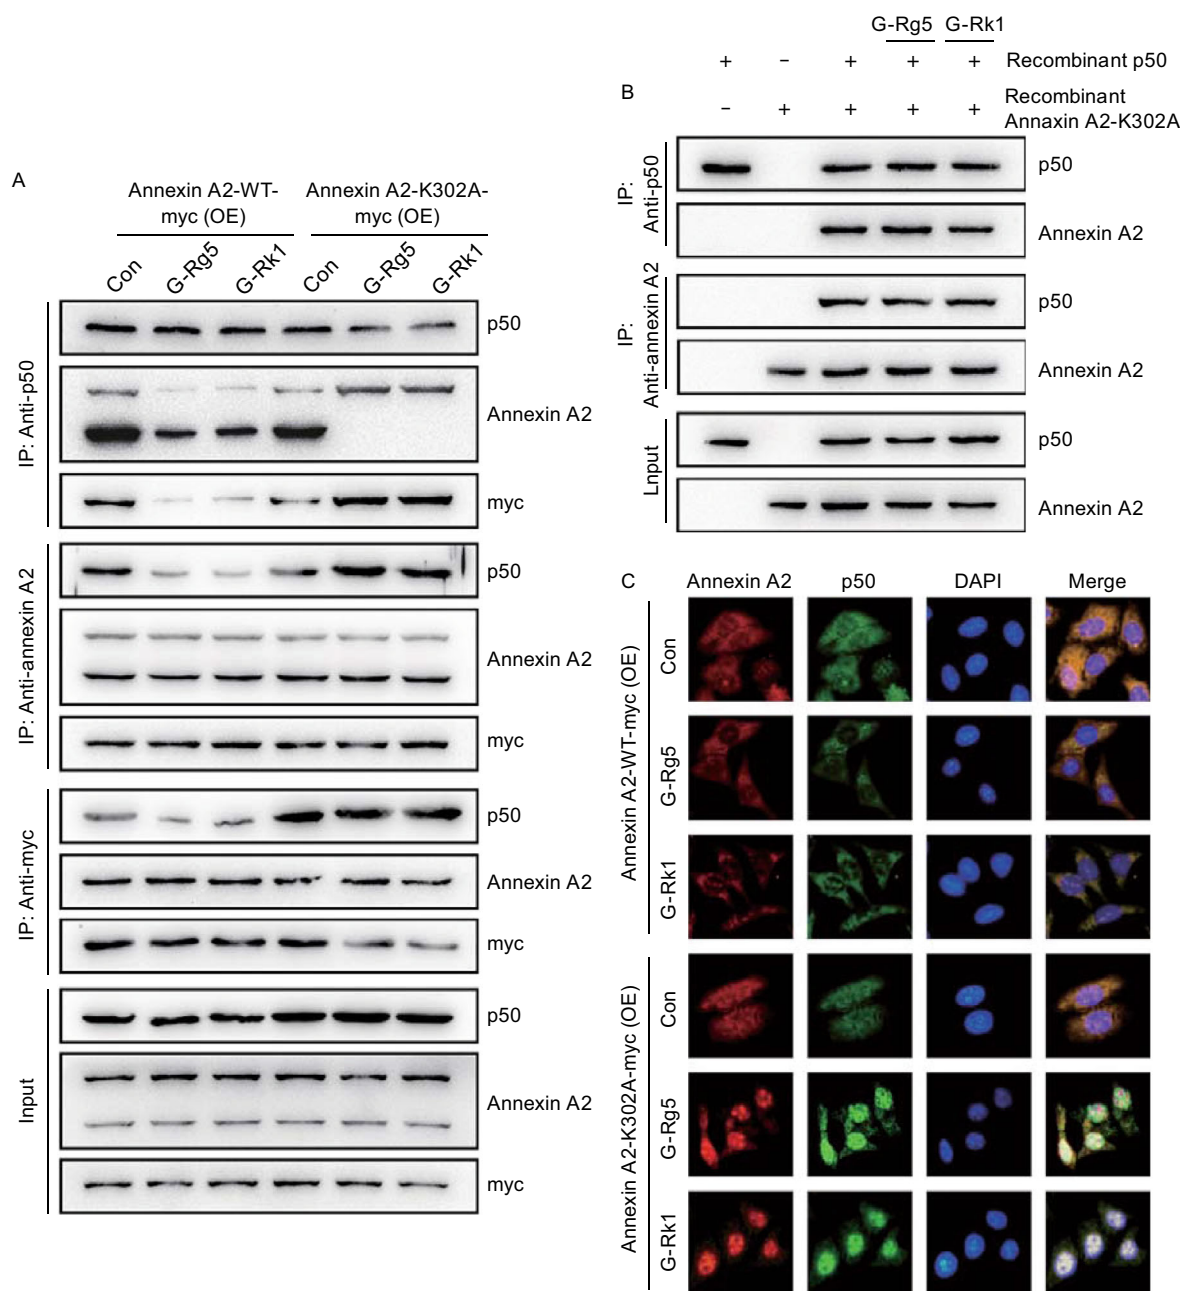 A
Annexin A2-WT-
myc (OE)
Annexin A2-K302A-
myc (OE)
Con
G-Rg5
G-Rk1
Con
G-Rg5
G-Rk1
IP: Anti-p50
p50
Annexin A2
myc
IP: Anti-annexin A2
p50
Annexin A2
myc
IP: Anti-myc
p50
Annexin A2
myc
Input
p50
Annexin A2
myc
B
G-Rg5 G-Rk1
+ − + + + Recombinant p50
− + + + + Recombinant
Annaxin A2-K302A
IP:
Anti-p50
p50
Annexin A2
IP:
Anti-annexin A2
p50
Annexin A2
Lnput
p50
Annexin A2
C
Annexin A2 p50 DAPI Merge
Annexin A2-WT-myc (OE)
Con
G-Rg5
G-Rk1
Annexin A2-K302A-myc (OE)
Con
G-Rg5
G-Rk1